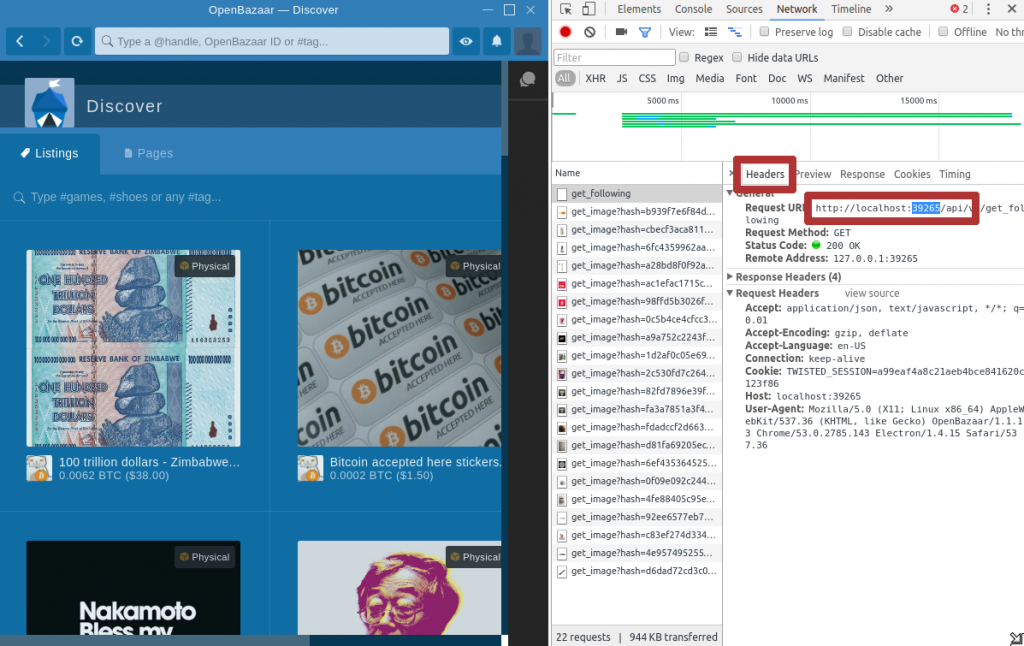 OpenBazaar — Discover
Type a @handle, OpenBazaar ID or #tag...
Discover
Listings
Pages
Type #games, #shoes or any #tag...
Physical
ONE HUNDRED
TRILLION
DOLLARS
RESERVE BANK OF ZIMBABWE
ONE HUNDRED
TRILLION
DOLLARS
100 trillion dollars - Zimbabwe...
0.0062 BTC ($38.00)
Physical
bitcoin
ACCEPTED HERE
Bitcoin accepted here stickers.
0.0002 BTC ($1.50)
Physical
Nakamoto
Bless my
Physical
Elements Console Sources Network Timeline » 2
View: Preserve log Disable cache Offline No thr
Filter Regex Hide data URLs
All XHR JS CSS Img Media Font Doc WS Manifest Other
5000 ms 10000 ms 15000 ms
Name
get_following
get_image?hash=b939f7e6f84d...
get_image?hash=cbecf3aca811...
get_image?hash=6fc4359962aa...
get_image?hash=a28bd8f0f92a...
get_image?hash=ac1efac1715c...
get_image?hash=98ffd5b3026f...
get_image?hash=0c5b4ce4cfcc3...
get_image?hash=a9a752c2243f...
get_image?hash=1d2af0c05e69...
get_image?hash=2c530fd7c264...
get_image?hash=82fd7896e39f...
get_image?hash=fa3a7851a3f4...
get_image?hash=fdadccf2d663...
get_image?hash=d81fa69205ec...
get_image?hash=6ef435364525...
get_image?hash=0f09e092c244...
get_image?hash=4fe88405c95e...
get_image?hash=92ee6577eb7...
get_image?hash=c83ef274d334...
get_image?hash=4e957495255...
get_image?hash=d6dad72cd3c0...
22 requests | 944 KB transferred
Headers Preview Response Cookies Timing
General
Request URL http://localhost:39265/api/v /get_fol
lowing
Request Method: GET
Status Code: 200 OK
Remote Address: 127.0.0.1:39265
Response Headers (4)
Request Headers view source
Accept: application/json, text/javascript, */*; q=
0.01
Accept-Encoding: gzip, deflate
Accept-Language: en-US
Connection: keep-alive
Cookie: TWISTED_SESSION=a99eaf4a8c21aeb4bce841620c
123f86
Host: localhost:39265
User-Agent: Mozilla/5.0 (X11; Linux x86_64) AppleW
ebKit/537.36 (KHTML, like Gecko) OpenBazaar/1.1.1
3 Chrome/53.0.2785.143 Electron/1.4.15 Safari/53
7.36